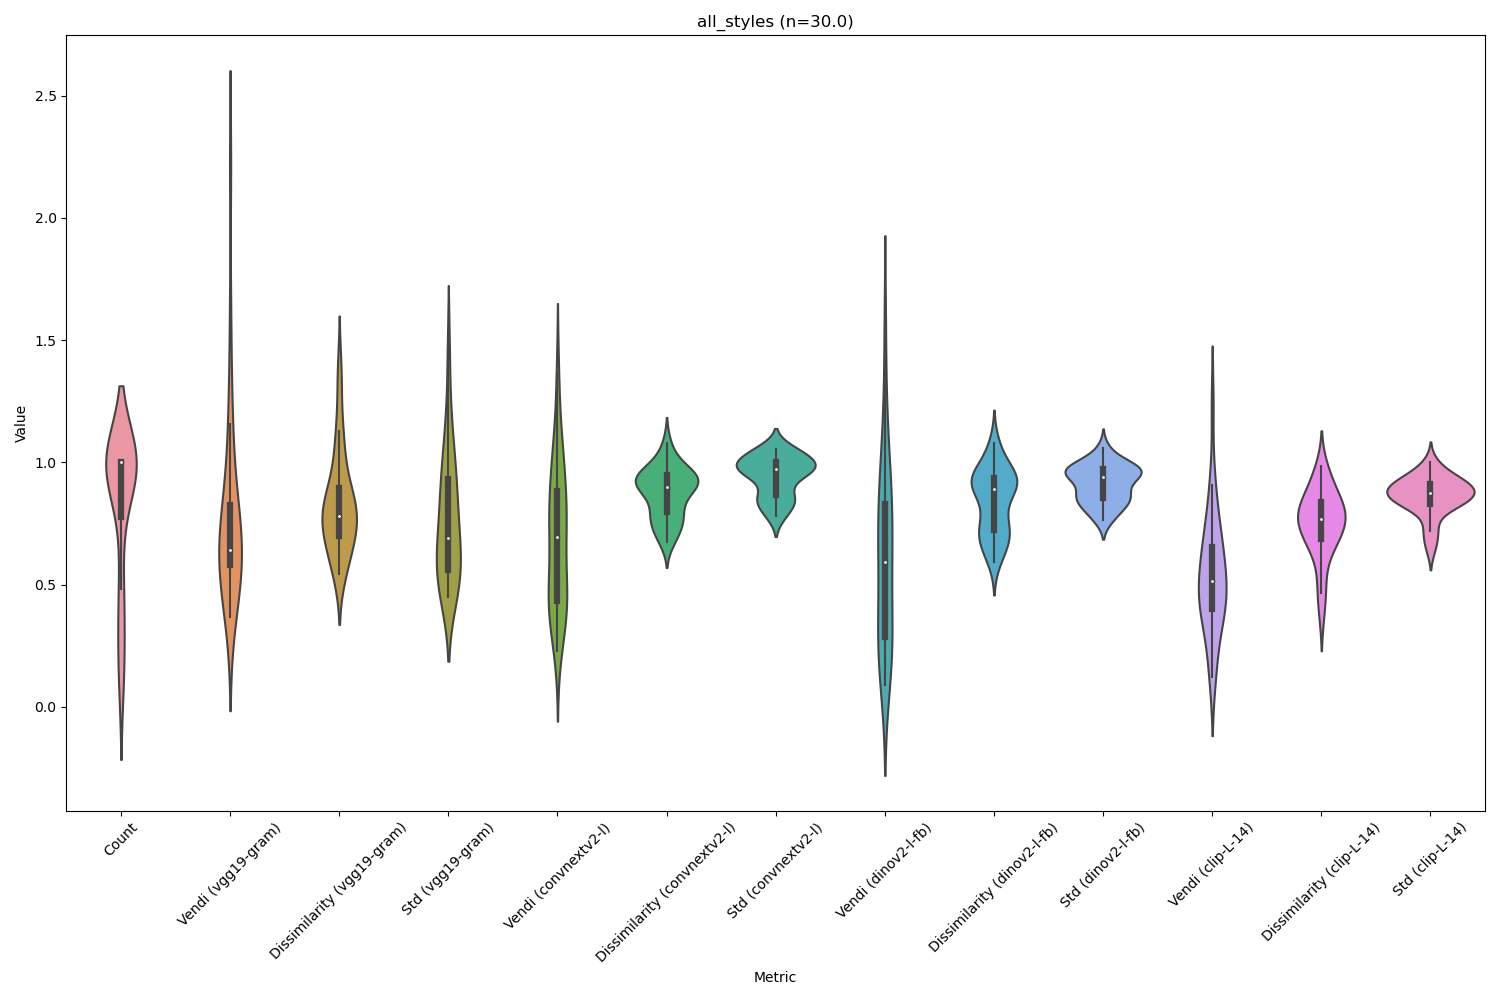 all_styles (n=30.0)
Value
2.5
2.0
1.5
1.0
0.5
0.0
Count
Vendi (vgg19-gram)
Dissimilarity (vgg19-gram)
Std (vgg19-gram)
Vendi (convnextv2-l)
Dissimilarity (convnextv2-l)
Std (convnextv2-l)
Vendi (dinov2-l-fb)
Dissimilarity (dinov2-l-fb)
Std (dinov2-l-fb)
Vendi (clip-L-14)
Dissimilarity (clip-L-14)
Std (clip-L-14)
Metric